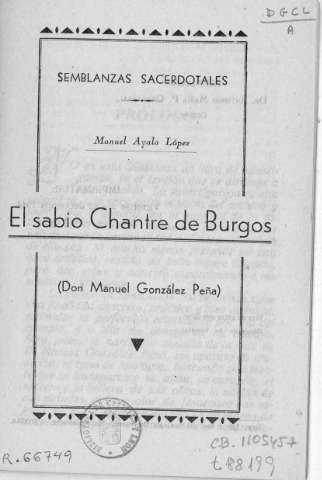 DGCL
A
SEMBLANZAS SACERDOTALES
Manuel Ayala López
El sabio Chantre de Burgos
(Don Manuel González Peña)
R.66749
CB.1105457
t.88199